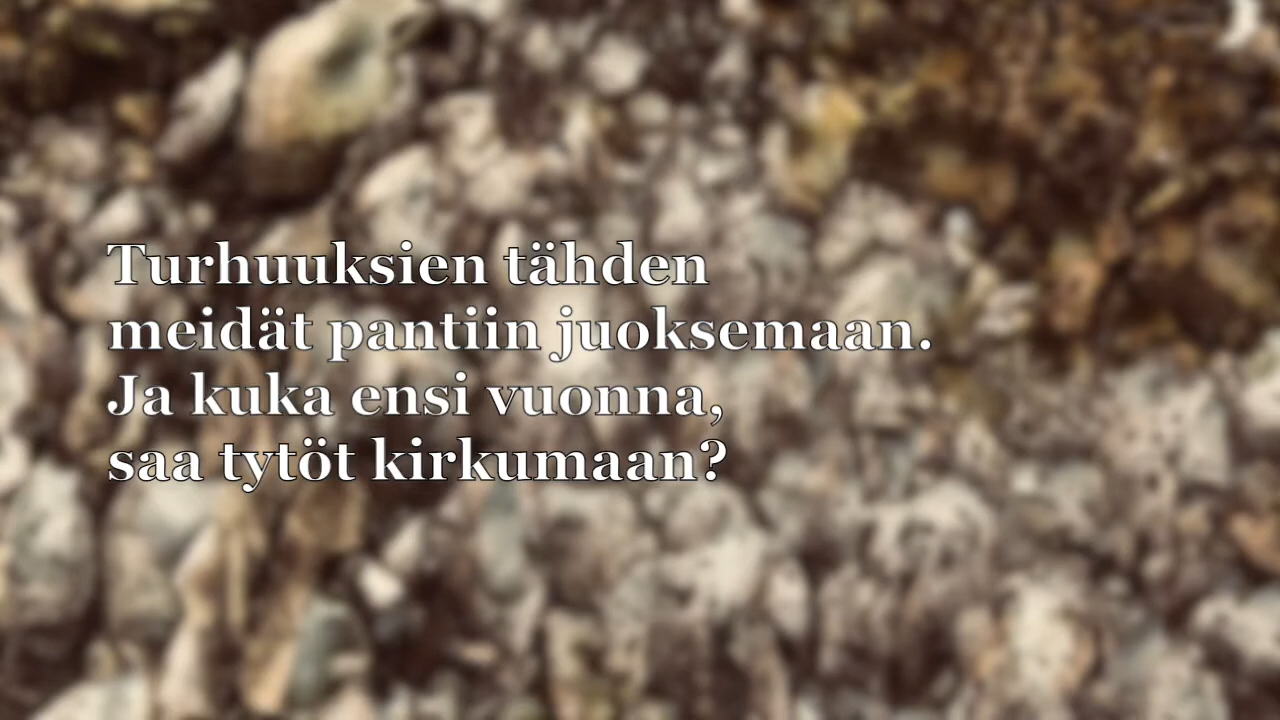 Turhuuksien tähden
meidät pantiin juoksemaan.
Ja kuka ensi vuonna,
saa tytöt kirkumaan?